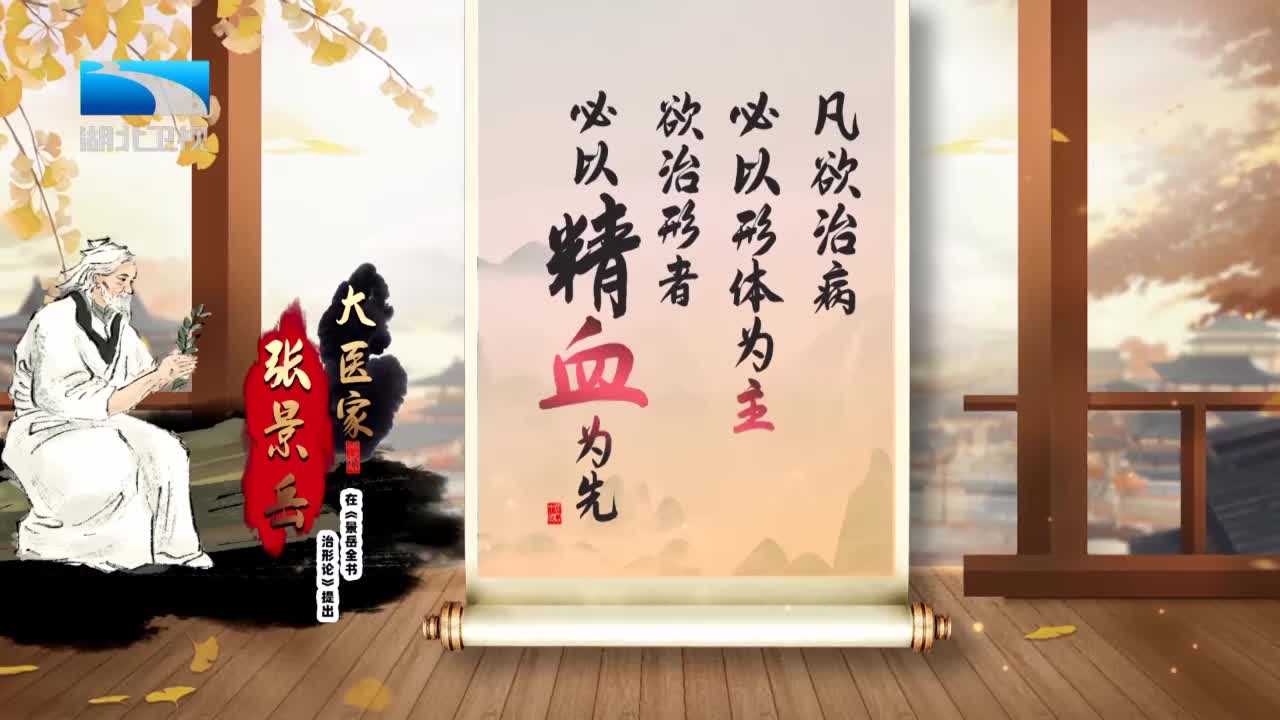 湖北卫视
凡欲治病
必以形体为主
欲治形者
必以精血为先
大医家
张景岳
在《景岳全书
治形论》提出